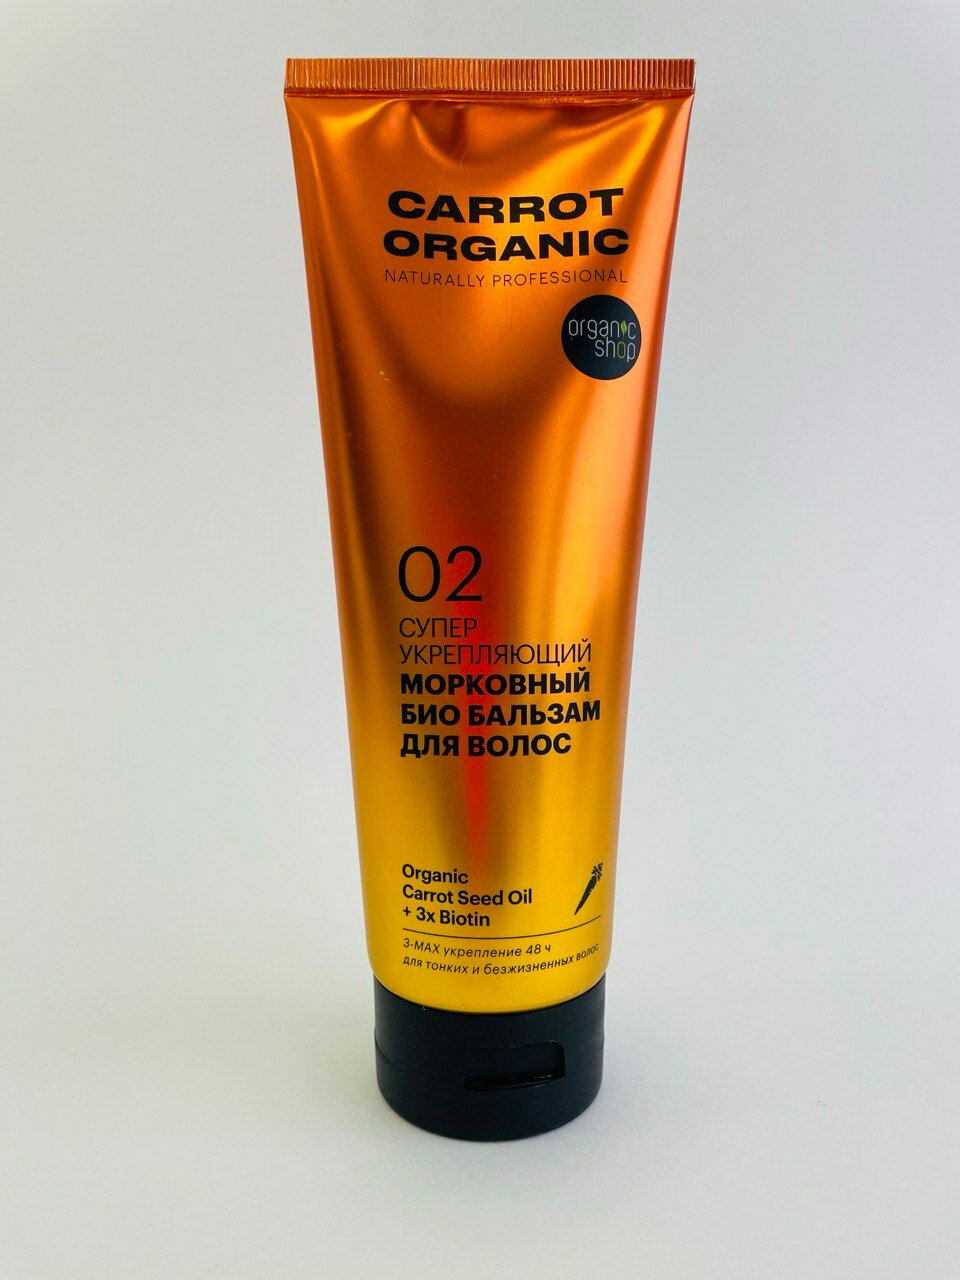 CARROT
ORGANIC
NATURALLY PROFESSIONAL
organic
shop
02
СУПЕР
УКРЕПЛЯЮЩИЙ
МОРКОВНЫЙ
БИО БАЛЬЗАМ
ДЛЯ ВОЛОС
Organic
Carrot Seed Oil
+ 3x Biotin
3-MAX укрепление 48 ч
для тонких и безжизненных волос